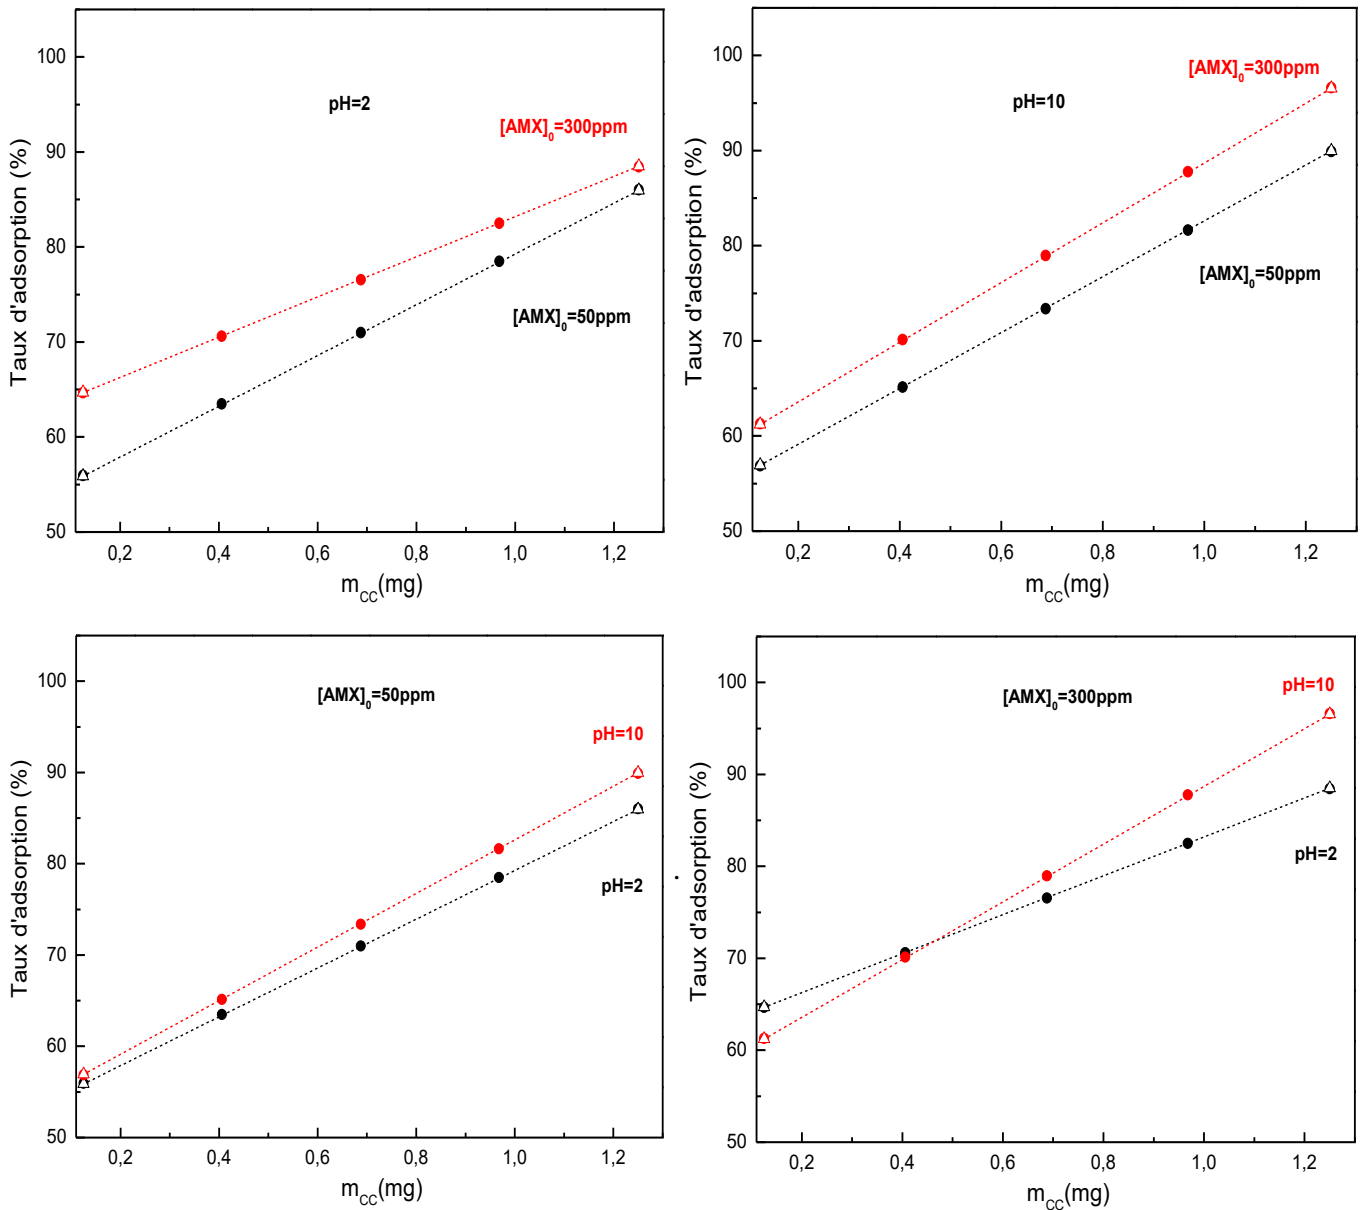 100
90
80
70
60
50
Taux d'adsorption (%)
pH=2
[AMX]₀=300ppm
[AMX]₀=50ppm
0,2 0,4 0,6 0,8 1,0 1,2
m_CC(mg)
100
90
80
70
60
50
Taux d'adsorption (%)
[AMX]₀=300ppm
pH=10
[AMX]₀=50ppm
0,2 0,4 0,6 0,8 1,0 1,2
m_CC(mg)
100
90
80
70
60
50
Taux d'adsorption (%)
[AMX]₀=50ppm
pH=10
pH=2
0,2 0,4 0,6 0,8 1,0 1,2
m_CC(mg)
100
90
80
70
60
50
Taux d'adsorption (%)
pH=10
[AMX]₀=300ppm
pH=2
0,2 0,4 0,6 0,8 1,0 1,2
m_CC(mg)